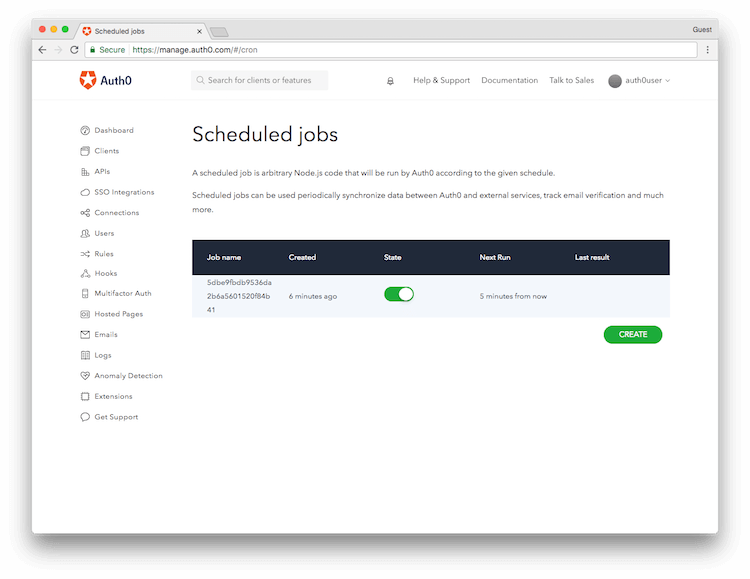 Scheduled jobs
Guest
Secure https://manage.auth0.com/#/cron
Auth0
Search for clients or features
Help & Support
Documentation
Talk to Sales
auth0user
Dashboard
Clients
APIs
SSO Integrations
Connections
Users
Rules
Hooks
Multifactor Auth
Hosted Pages
Emails
Logs
Anomaly Detection
Extensions
Get Support
Scheduled jobs
A scheduled job is arbitrary Node.js code that will be run by Auth0 according to the given schedule.
Scheduled jobs can be used periodically synchronize data between Auth0 and external services, track email verification and much
more.
Job name Created State Next Run Last result
5dbe9fbdb9536da
2b6a5601520f84b
41
6 minutes ago
5 minutes from now
CREATE